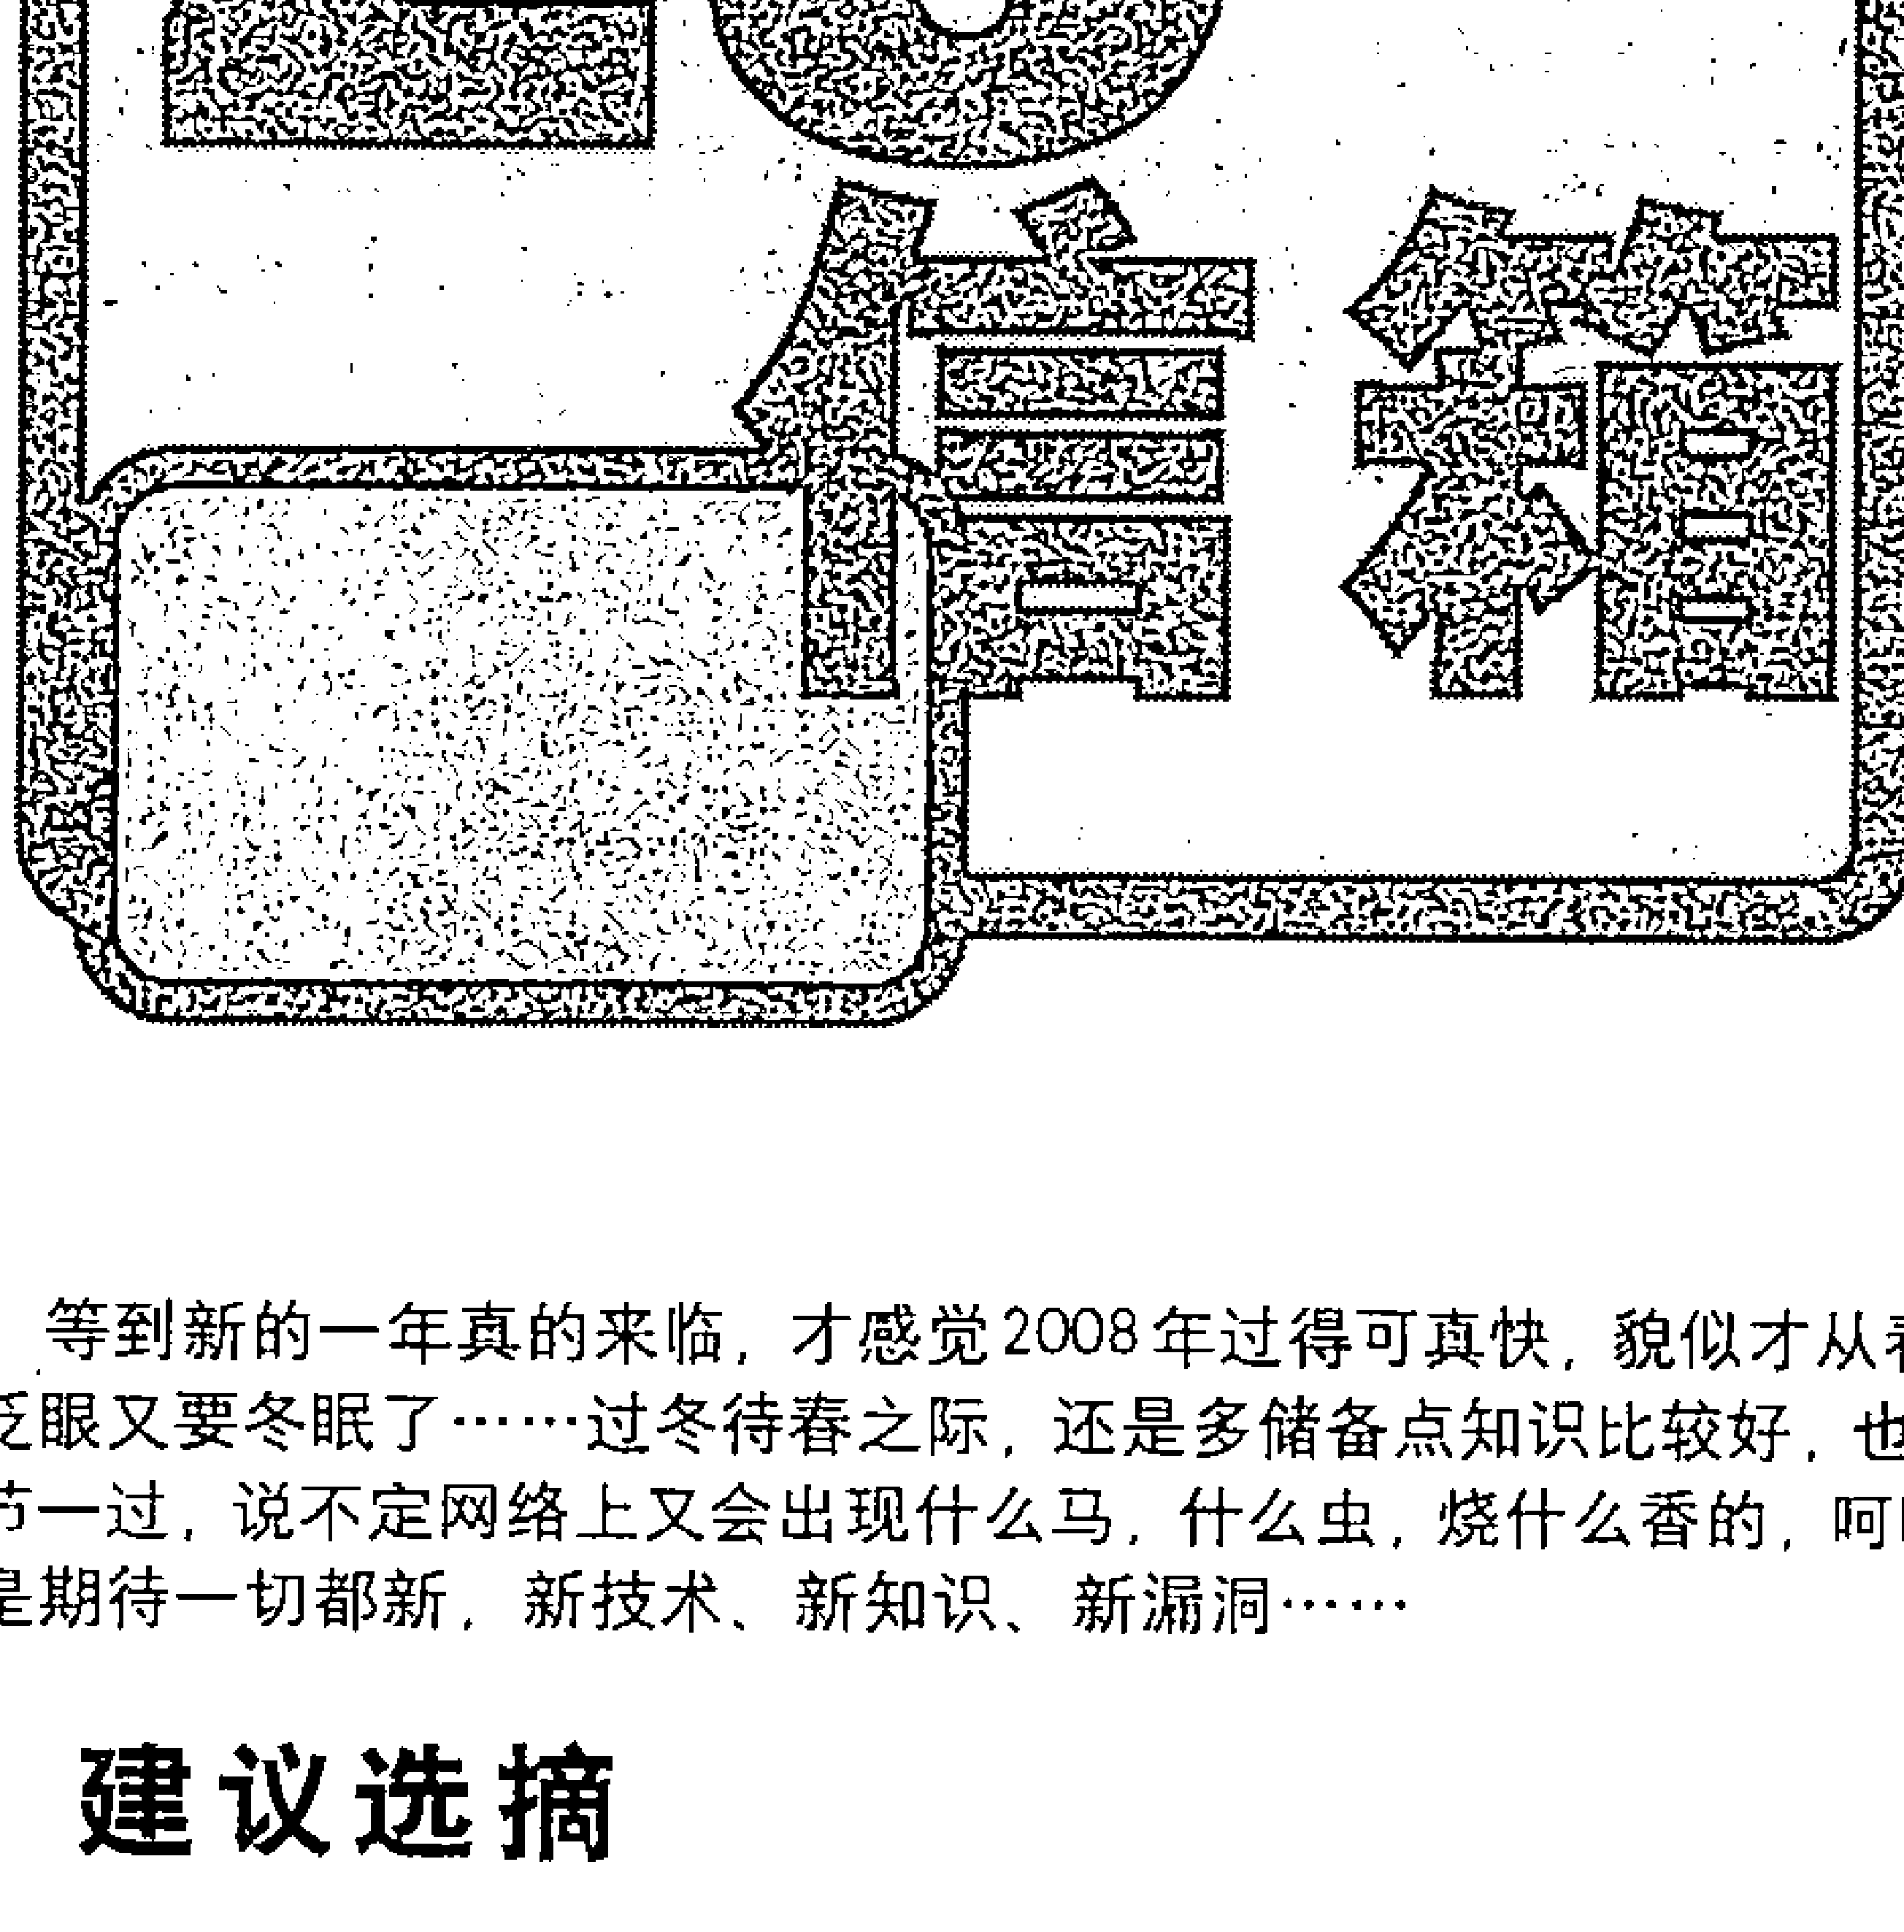 信 箱
等到新的一年真的来临，才感觉2008年过得可真快，貌似才从春
眨眼又要冬眠了……过冬待春之际，还是多储备点知识比较好，也
节一过，说不定网络上又会出现什么马，什么虫，烧什么香的，呵
是期待一切都新，新技术、新知识、新漏洞……
建议选摘